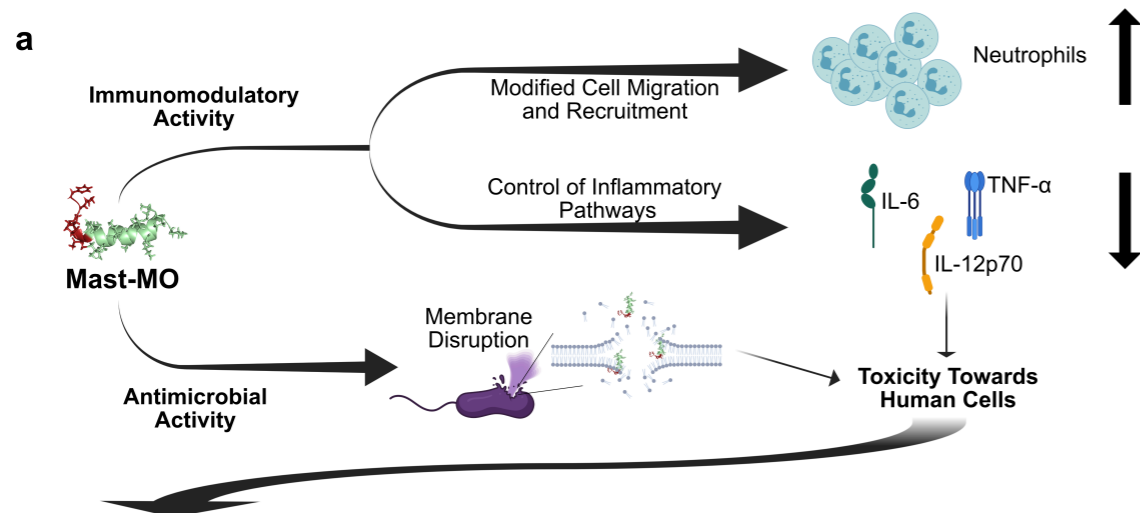 a
Immunomodulatory
Activity
Modified Cell Migration
and Recruitment
Neutrophils
Control of Inflammatory
Pathways
IL-6
TNF-α
IL-12p70
Mast-MO
Membrane
Disruption
Antimicrobial
Activity
Toxicity Towards
Human Cells